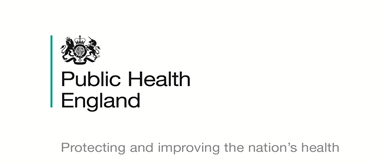 Public Health
England
Protecting and improving the nation's health